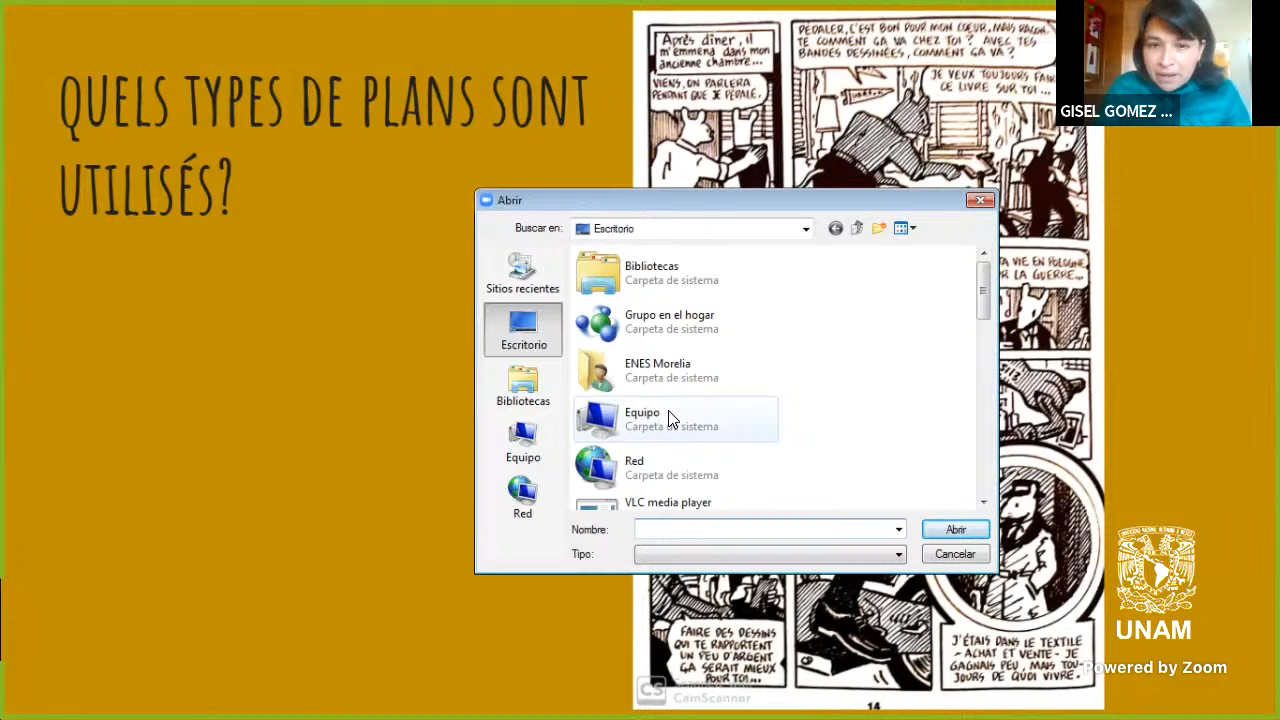 QUELS TYPES DE PLANS SONT
UTILISÉS?
Après dîner, il
m'emmena dans mon
ancienne chambre...
VIENS, ON PARLERA
PENDANT QUE JE PÉDALE.
PÉDALER, C'EST BON POUR MON COEUR, MAIS
TE COMMENT ÇA VA CHEZ TOI? AVEC TES
BANDES DESSINÉES, COMMENT ÇA VA?
JE VEUX TOUJOURS FAIRE
CE LIVRE SUR TOI...
GISEL GOMEZ ...
Abrir
Buscar en:
Escritorio
Sitios recientes
Escritorio
Bibliotecas
Equipo
Red
Bibliotecas
Carpeta de sistema
Grupo en el hogar
Carpeta de sistema
ENES Morelia
Carpeta de sistema
Equipo
Carpeta de sistema
Red
Carpeta de sistema
VLC media player
Nombre:
Abrir
Tipo:
Cancelar
VIE EN POLOGNE
LA GUERRE...
FAIRE DES DESSINS
QUI TE RAPPORTENT
UN PEU D'ARGENT
ÇA SERAIT MIEUX
POUR TOI...
J'ÉTAIS DANS LE TEXTILE
- ACHAT ET VENTE - JE
GAGNAIS PEU, MAIS TOU-
JOURS DE QUOI VIVRE.
CS
CamScanner
14
UNAM
Powered by Zoom